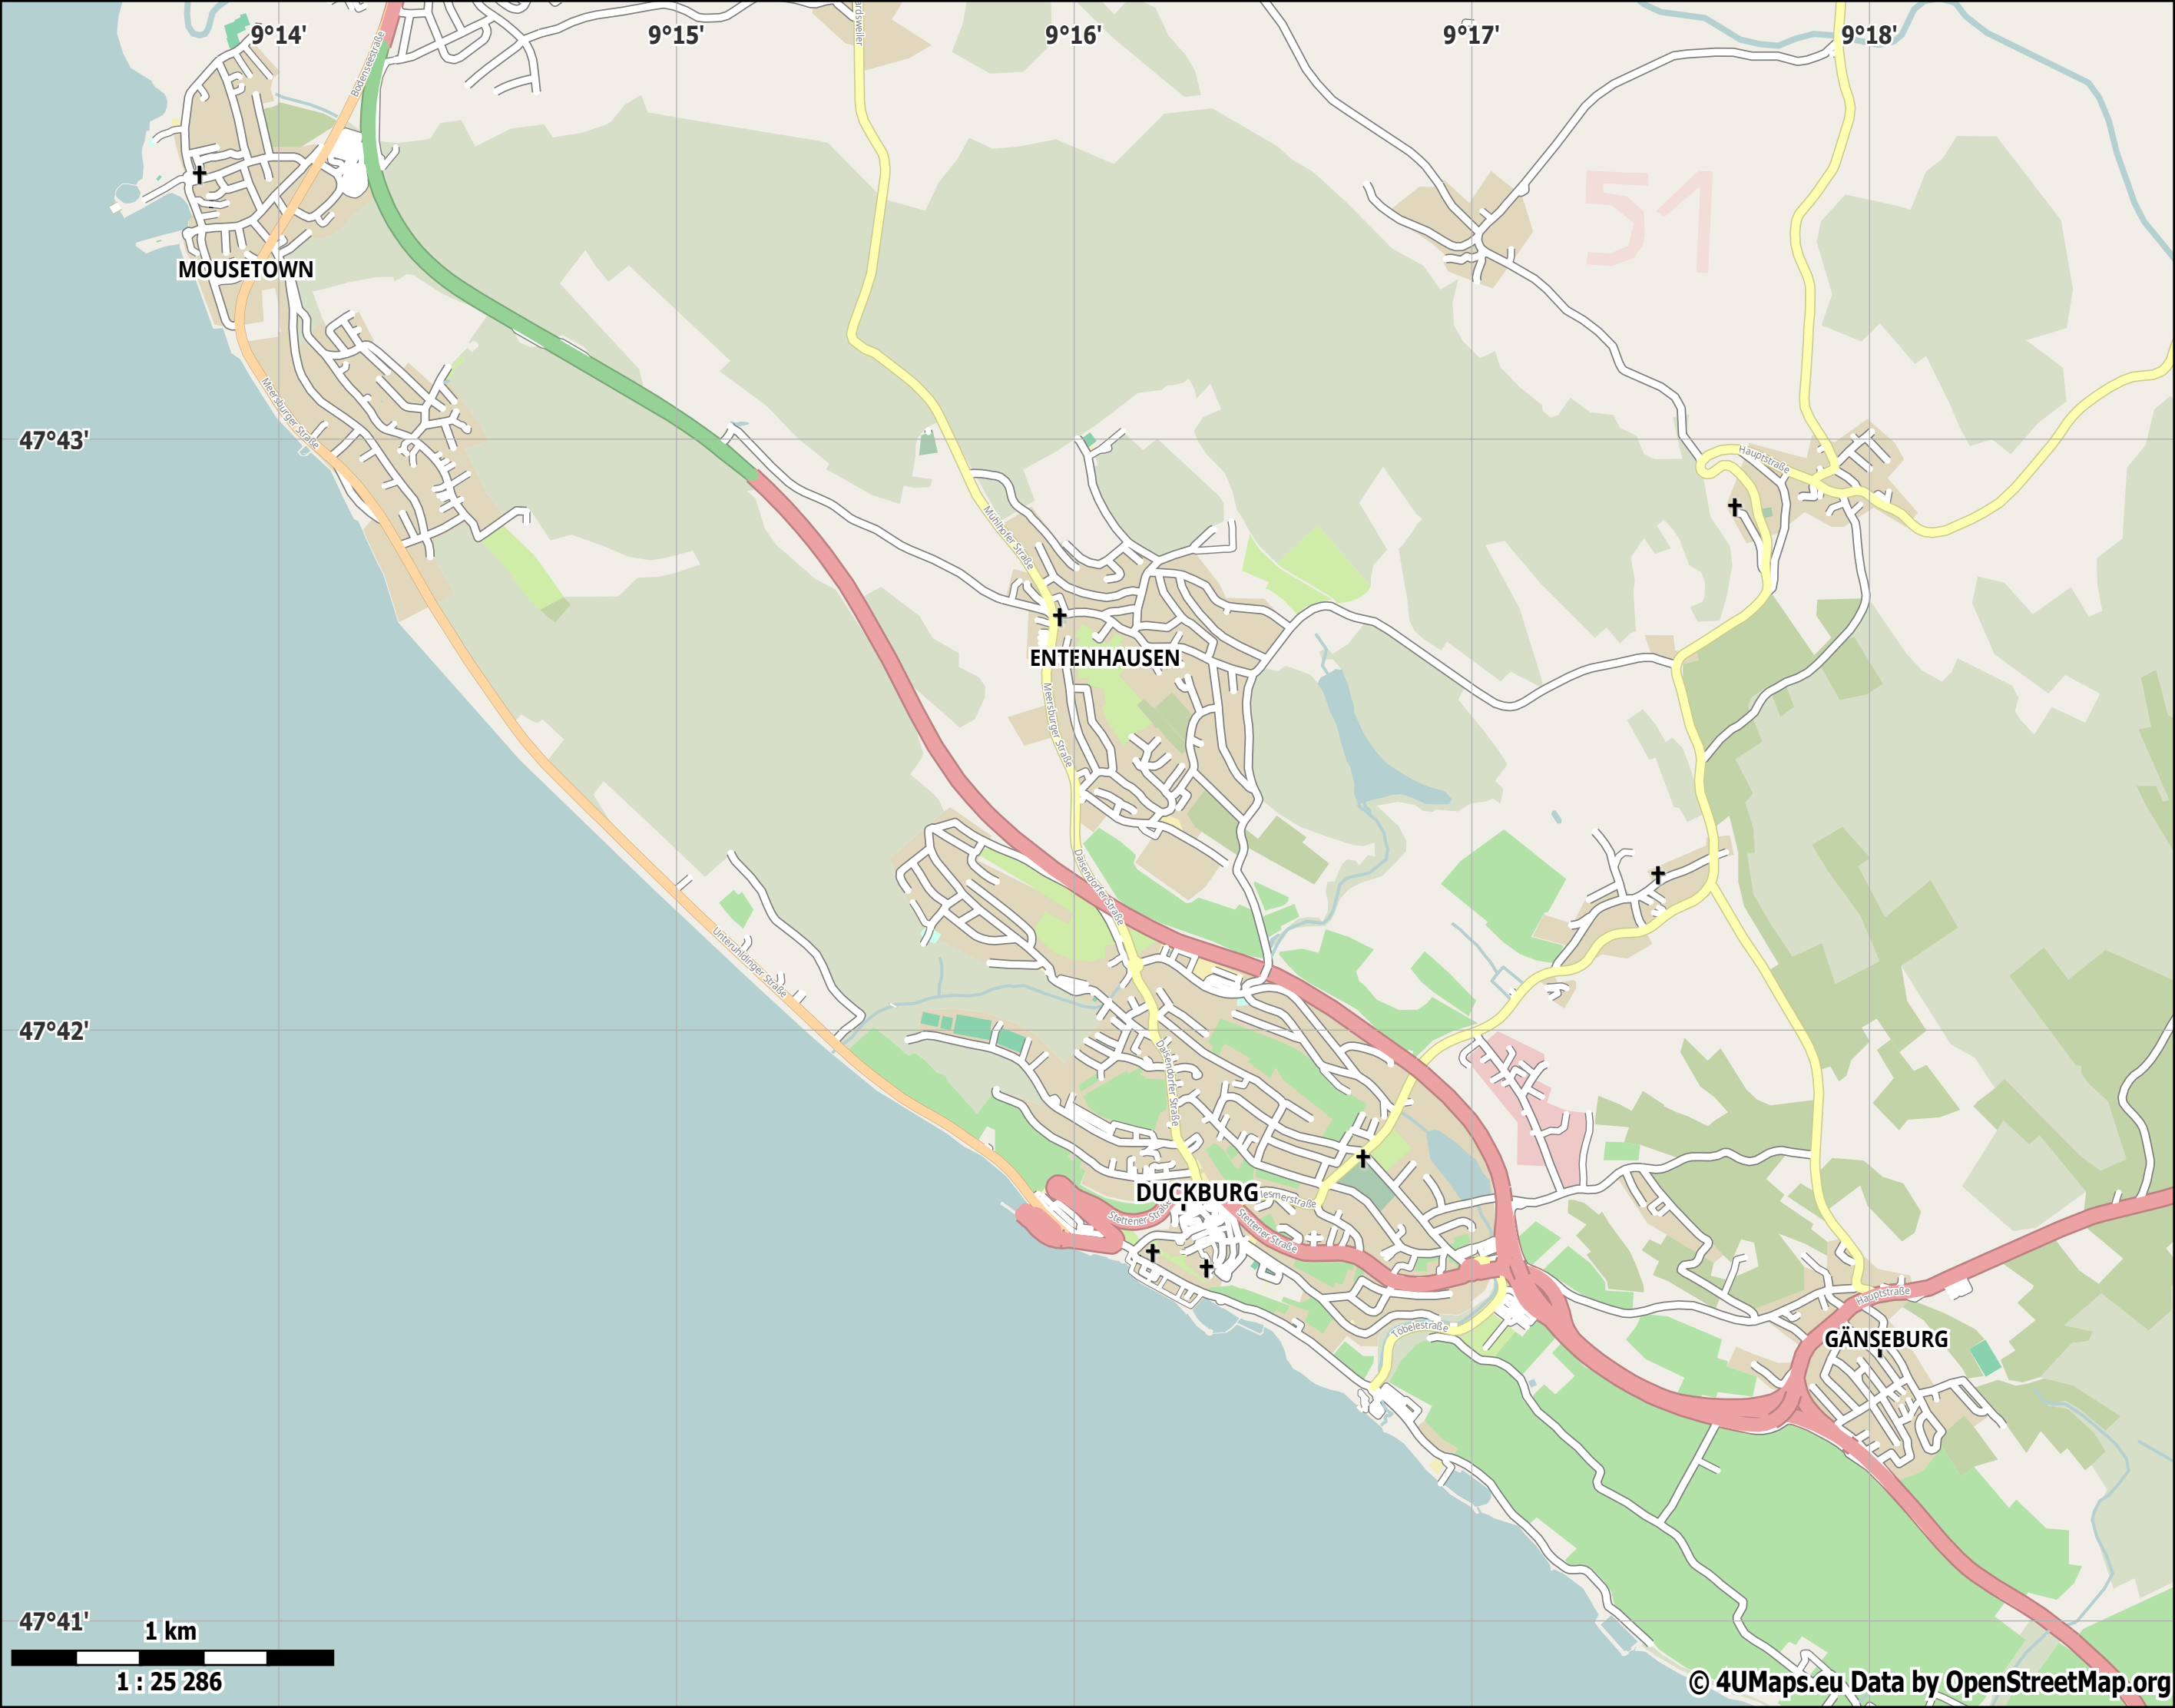 9°14'
9°15'
9°16'
9°17'
9°18'
Bodenseestraße
51
MOUSETOWN
Meersburger Straße
47°43'
Hauptstraße
Mühlhofer Straße
ENTENHAUSEN
Meersburger Straße
Daisendorfer Straße
Unteruhldinger Straße
47°42'
Daisendorfer Straße
DUCKBURG
Stettener Straße
Stettener Straße
Hauptstraße
Töbelestraße
GÄNSEBURG
47°41'
1 km
1 : 25 286
© 4UMaps.eu Data by OpenStreetMap.org